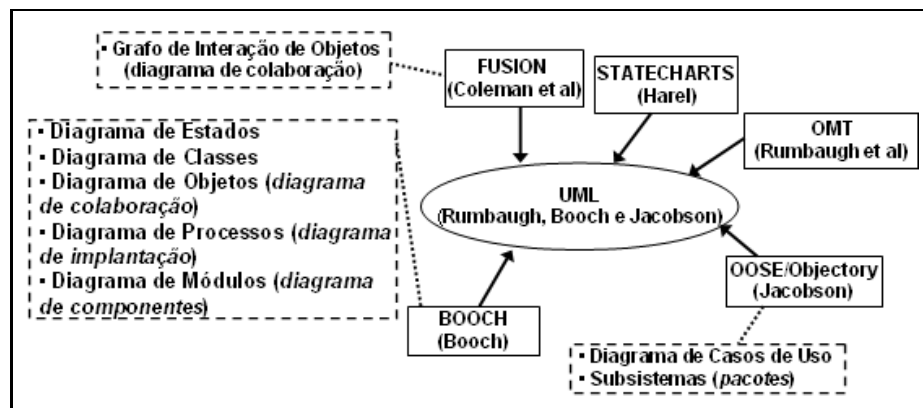 ▪ Grafo de Interação de Objetos
(diagrama de colaboração)
FUSION
(Coleman et al)
STATECHARTS
(Harel)
OMT
(Rumbaugh et al)
▪ Diagrama de Estados
▪ Diagrama de Classes
▪ Diagrama de Objetos (diagrama
de colaboração)
▪ Diagrama de Processos (diagrama
de implantação)
▪ Diagrama de Módulos (diagrama
de componentes)
UML
(Rumbaugh, Booch e Jacobson)
OOSE/Objectory
(Jacobson)
BOOCH
(Booch)
▪ Diagrama de Casos de Uso
▪ Subsistemas (pacotes)